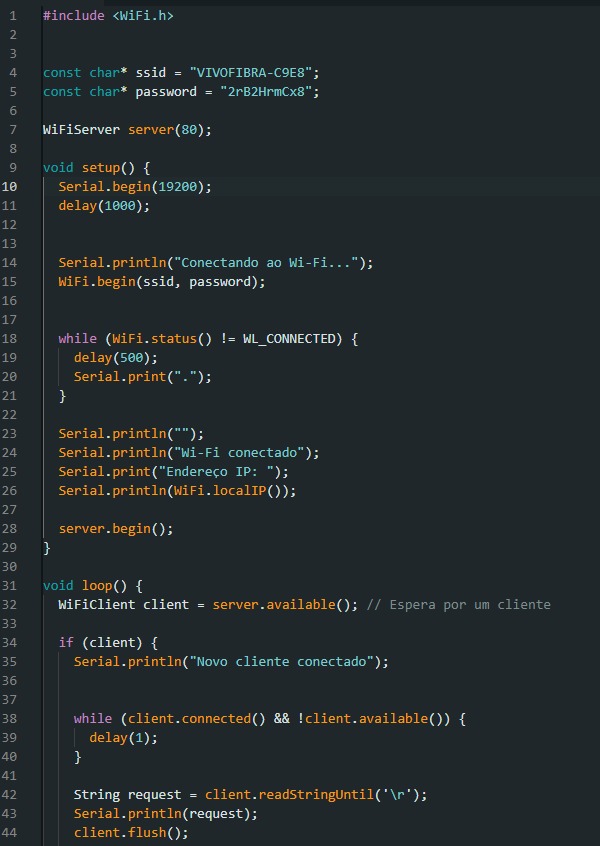 1 #include <WiFi.h>
2
3
4 const char* ssid = "VIVOFIBRA-C9E8";
5 const char* password = "2rB2HrmCx8";
6
7 WiFiServer server(80);
8
9 void setup() {
10   Serial.begin(19200);
11   delay(1000);
12
13
14   Serial.println("Conectando ao Wi-Fi...");
15   WiFi.begin(ssid, password);
16
17
18   while (WiFi.status() != WL_CONNECTED) {
19     delay(500);
20     Serial.print(".");
21   }
22
23   Serial.println("");
24   Serial.println("Wi-Fi conectado");
25   Serial.print("Endereço IP: ");
26   Serial.println(WiFi.localIP());
27
28   server.begin();
29 }
30
31 void loop() {
32   WiFiClient client = server.available(); // Espera por um cliente
33
34   if (client) {
35     Serial.println("Novo cliente conectado");
36
37
38     while (client.connected() && !client.available()) {
39       delay(1);
40     }
41
42     String request = client.readStringUntil('\r');
43     Serial.println(request);
44     client.flush();